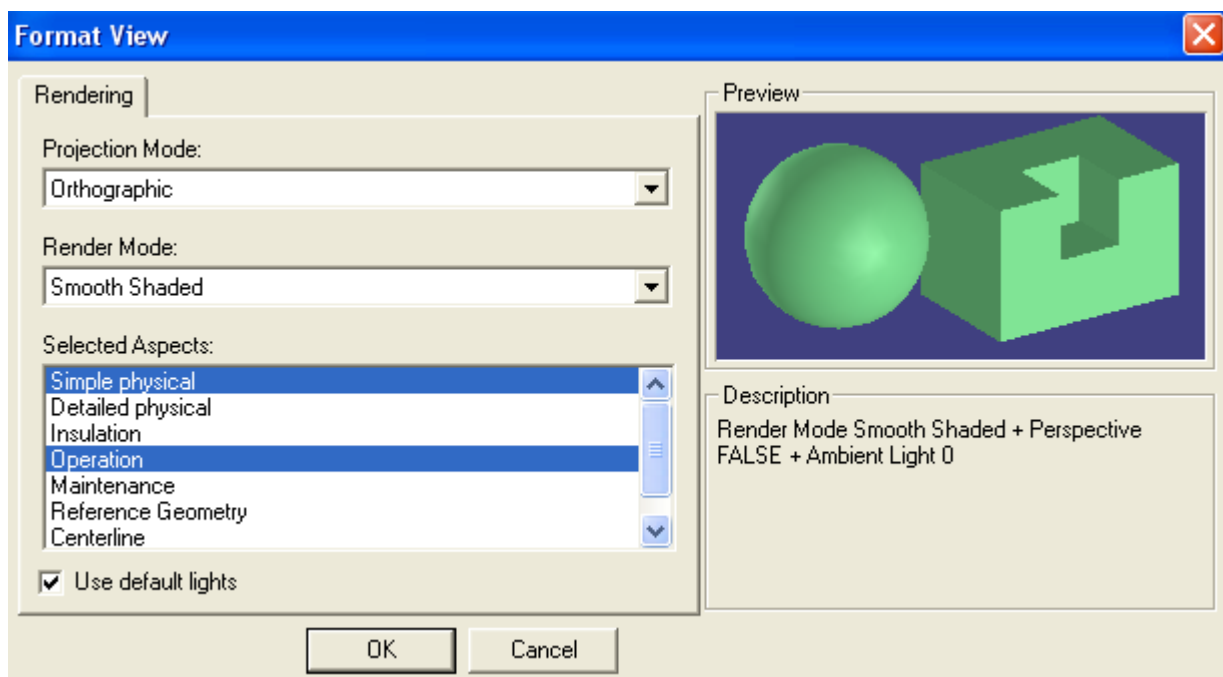 Format View
Rendering
Projection Mode:
Orthographic
Render Mode:
Smooth Shaded
Selected Aspects:
Simple physical
Detailed physical
Insulation
Operation
Maintenance
Reference Geometry
Centerline
Use default lights
Preview
Description
Render Mode Smooth Shaded + Perspective
FALSE + Ambient Light 0
OK
Cancel